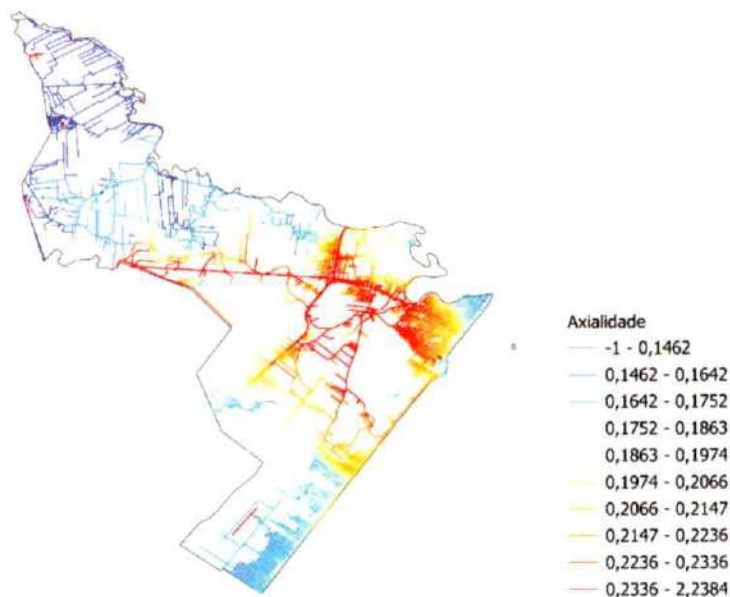 Axialidade
-1 - 0,1462
0,1462 - 0,1642
0,1642 - 0,1752
0,1752 - 0,1863
0,1863 - 0,1974
0,1974 - 0,2066
0,2066 - 0,2147
0,2147 - 0,2236
0,2236 - 0,2336
0,2336 - 2,2384